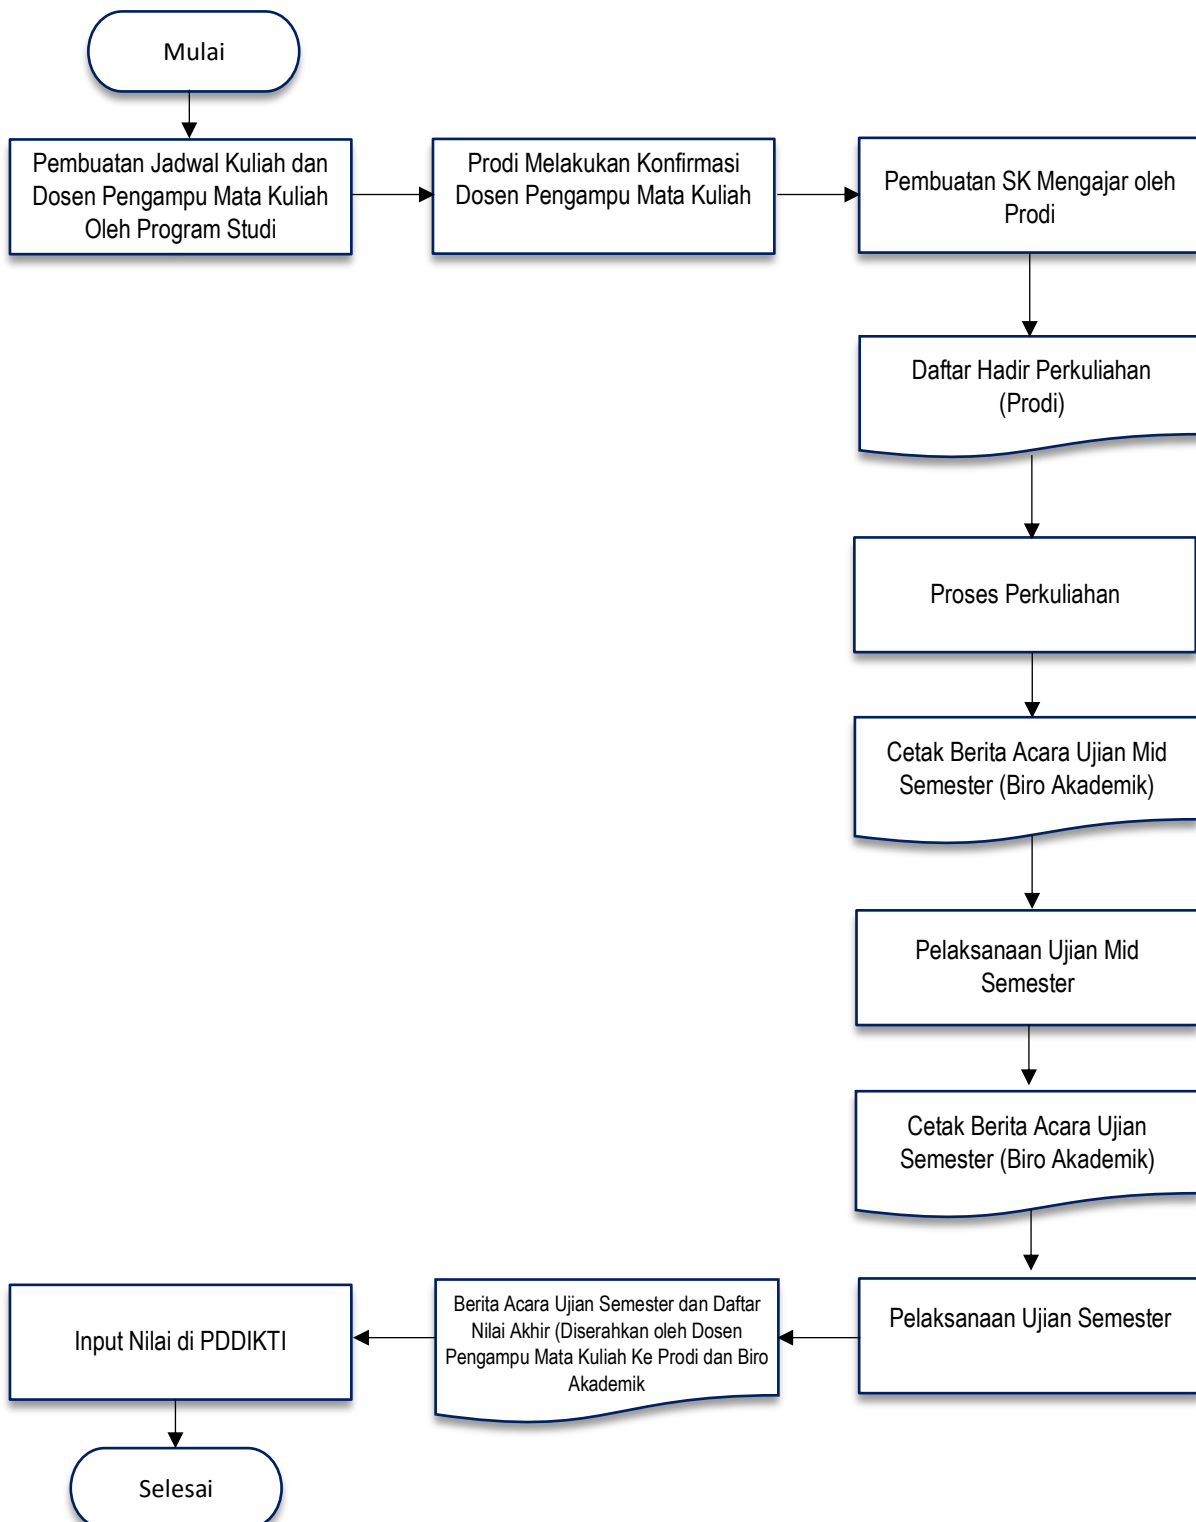 Mulai
Pembuatan Jadwal Kuliah dan
Dosen Pengampu Mata Kuliah
Oleh Program Studi
Prodi Melakukan Konfirmasi
Dosen Pengampu Mata Kuliah
Pembuatan SK Mengajar oleh
Prodi
Daftar Hadir Perkuliahan
(Prodi)
Proses Perkuliahan
Cetak Berita Acara Ujian Mid
Semester (Biro Akademik)
Pelaksanaan Ujian Mid
Semester
Cetak Berita Acara Ujian
Semester (Biro Akademik)
Pelaksanaan Ujian Semester
Berita Acara Ujian Semester dan Daftar
Nilai Akhir (Diserahkan oleh Dosen
Pengampu Mata Kuliah Ke Prodi dan Biro
Akademik
Input Nilai di PDDIKTI
Selesai